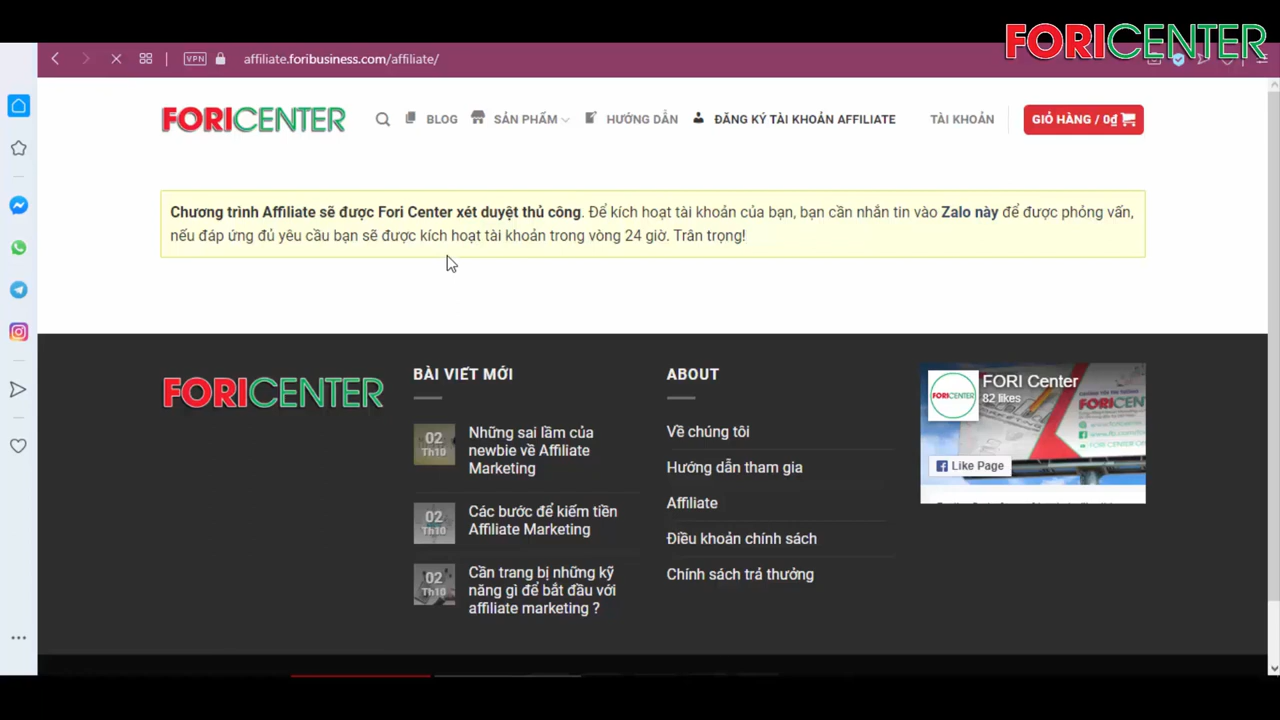 FORICENTER
VPN
affiliate.foribusiness.com/affiliate/
FORICENTER
BLOG
SẢN PHẨM
HƯỚNG DẪN
ĐĂNG KÝ TÀI KHOẢN AFFILIATE
TÀI KHOẢN
GIỎ HÀNG / 0₫
Chương trình Affiliate sẽ được Fori Center xét duyệt thủ công. Để kích hoạt tài khoản của bạn, bạn cần nhắn tin vào Zalo này để được phỏng vấn,
nếu đáp ứng đủ yêu cầu bạn sẽ được kích hoạt tài khoản trong vòng 24 giờ. Trân trọng!
FORICENTER
BÀI VIẾT MỚI
02
Th10
Những sai lầm của
newbie về Affiliate
Marketing
02
Th10
Các bước để kiếm tiền
Affiliate Marketing
02
Th10
Cần trang bị những kỹ
năng gì để bắt đầu với
affiliate marketing ?
ABOUT
Về chúng tôi
Hướng dẫn tham gia
Affiliate
Điều khoản chính sách
Chính sách trả thưởng
FORICENTER
FORI Center
82 likes
Like Page